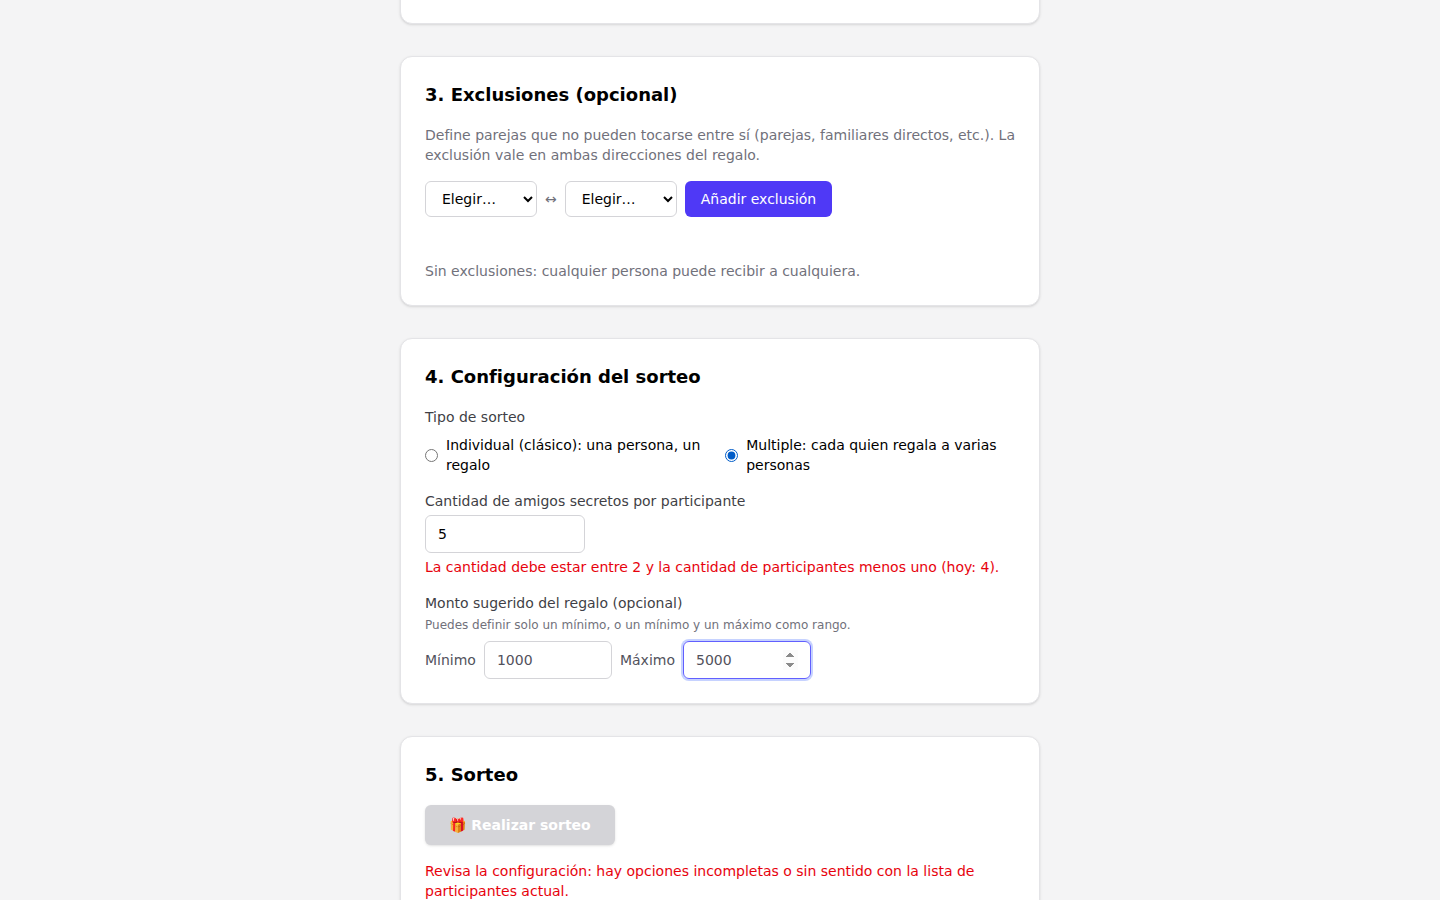 3. Exclusiones (opcional)
Define parejas que no pueden tocarse entre sí (parejas, familiares directos, etc.). La
exclusión vale en ambas direcciones del regalo.
Elegir... ↔ Elegir... Añadir exclusión
Sin exclusiones: cualquier persona puede recibir a cualquiera.
4. Configuración del sorteo
Tipo de sorteo
Individual (clásico): una persona, un
regalo
Multiple: cada quien regala a varias
personas
Cantidad de amigos secretos por participante
5
La cantidad debe estar entre 2 y la cantidad de participantes menos uno (hoy: 4).
Monto sugerido del regalo (opcional)
Puedes definir solo un mínimo, o un mínimo y un máximo como rango.
Mínimo 1000 Máximo 5000
5. Sorteo
🎁 Realizar sorteo
Revisa la configuración: hay opciones incompletas o sin sentido con la lista de
participantes actual.